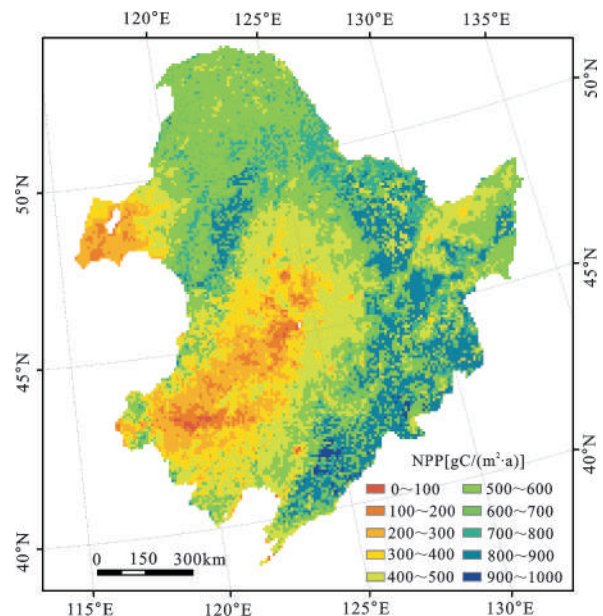 120°E 125°E 130°E 135°E
50°N
50°N
45°N
45°N
40°N
40°N
NPP[gC/(m²·a)]
0～100 500～600
100～200 600～700
200～300 700～800
300～400 800～900
400～500 900～1000
0 150 300km
115°E 120°E 125°E 130°E